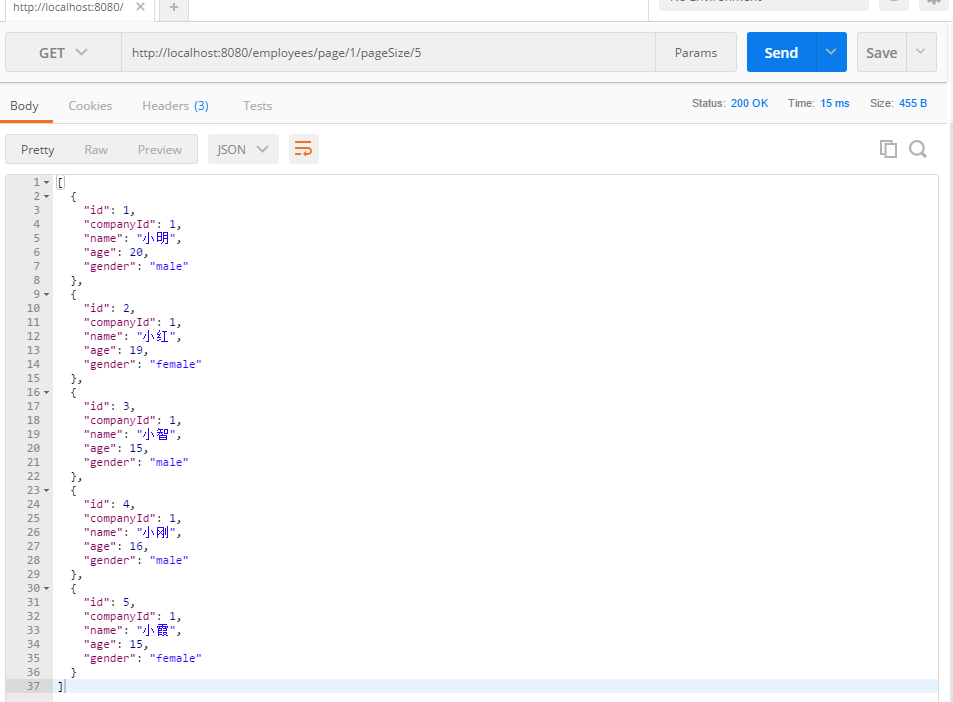 http://localhost:8080/
GET http://localhost:8080/employees/page/1/pageSize/5 Params Send Save
Body Cookies Headers (3) Tests Status: 200 OK Time: 15 ms Size: 455 B
Pretty Raw Preview JSON
1 [
2 {
3 "id": 1,
4 "companyId": 1,
5 "name": "小明",
6 "age": 20,
7 "gender": "male"
8 },
9 {
10 "id": 2,
11 "companyId": 1,
12 "name": "小红",
13 "age": 19,
14 "gender": "female"
15 },
16 {
17 "id": 3,
18 "companyId": 1,
19 "name": "小智",
20 "age": 15,
21 "gender": "male"
22 },
23 {
24 "id": 4,
25 "companyId": 1,
26 "name": "小刚",
27 "age": 16,
28 "gender": "male"
29 },
30 {
31 "id": 5,
32 "companyId": 1,
33 "name": "小霞",
34 "age": 15,
35 "gender": "female"
36 }
37 ]